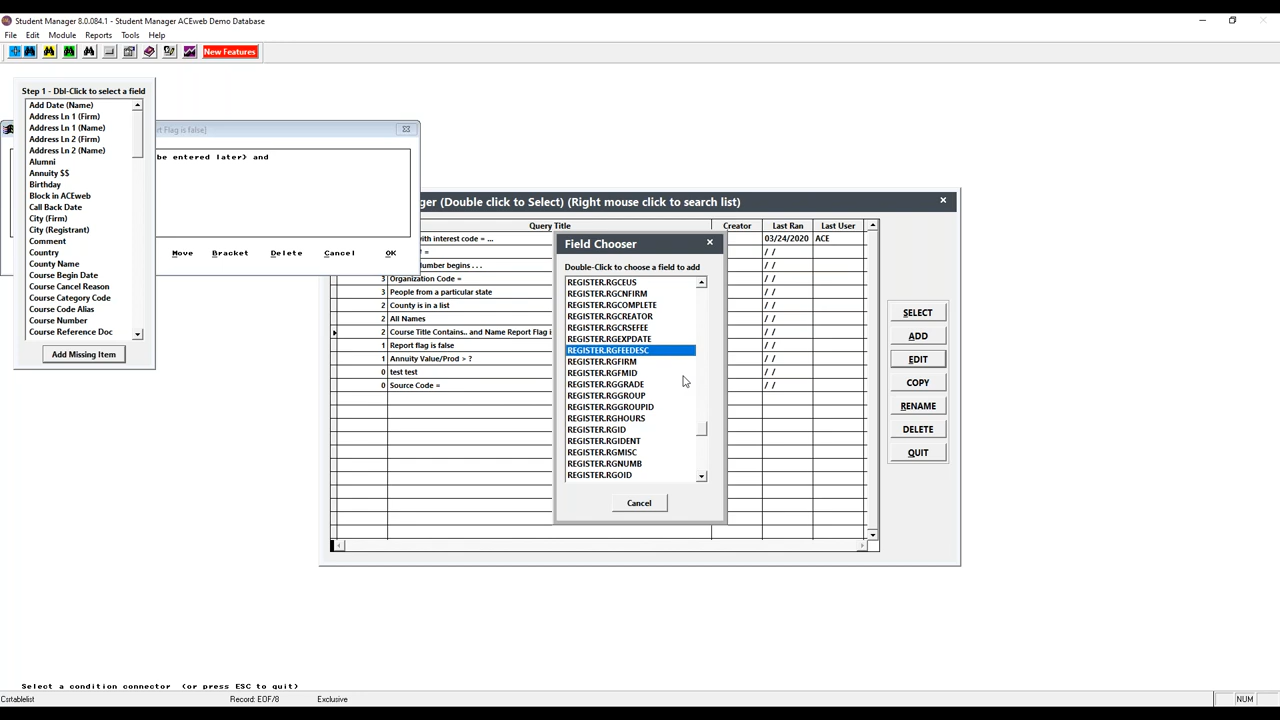 Student Manager 8.0.084.1 - Student Manager ACEweb Demo Database
File Edit Module Reports Tools Help
New Features
Step 1 - Dbl-Click to select a field
Add Date (Name)
Address Ln 1 (Firm)
Address Ln 1 (Name)
Address Ln 2 (Firm)
Address Ln 2 (Name)
Alumni
Annuity $$
Birthday
Block in ACEweb
Call Back Date
City (Firm)
City (Registrant)
Comment
Country
County Name
Course Begin Date
Course Cancel Reason
Course Category Code
Course Code Alias
Course Number
Course Reference Doc
Add Missing Item
rt Flag is false]
be entered later) and
Move Bracket Delete Cancel OK
ger (Double click to Select) (Right mouse click to search list)
Query Title Creator Last Ran Last User
with interest code = ... 03/24/2020 ACE
= / /
umber begins . . . / /
3 Organization Code = / /
3 People from a particular state / /
2 County is in a list / /
2 All Names / /
2 Course Title Contains.. and Name Report Flag is / /
1 Report flag is false / /
1 Annuity Value/Prod > ? / /
0 test test / /
0 Source Code = / /
Field Chooser
Double-Click to choose a field to add
REGISTER.RGCEUS
REGISTER.RGCNFIRM
REGISTER.RGCOMPLETE
REGISTER.RGCREATOR
REGISTER.RGCRSEFEE
REGISTER.RGEXPDATE
REGISTER.RGFEEDESC
REGISTER.RGFIRM
REGISTER.RGFMID
REGISTER.RGGRADE
REGISTER.RGGROUP
REGISTER.RGGROUPID
REGISTER.RGHOURS
REGISTER.RGID
REGISTER.RGIDENT
REGISTER.RGMISC
REGISTER.RGNUMB
REGISTER.RGOID
Cancel
SELECT
ADD
EDIT
COPY
RENAME
DELETE
QUIT
Select a condition connector (or press ESC to quit)
Csrtablelist Record: EOF/8 Exclusive NUM